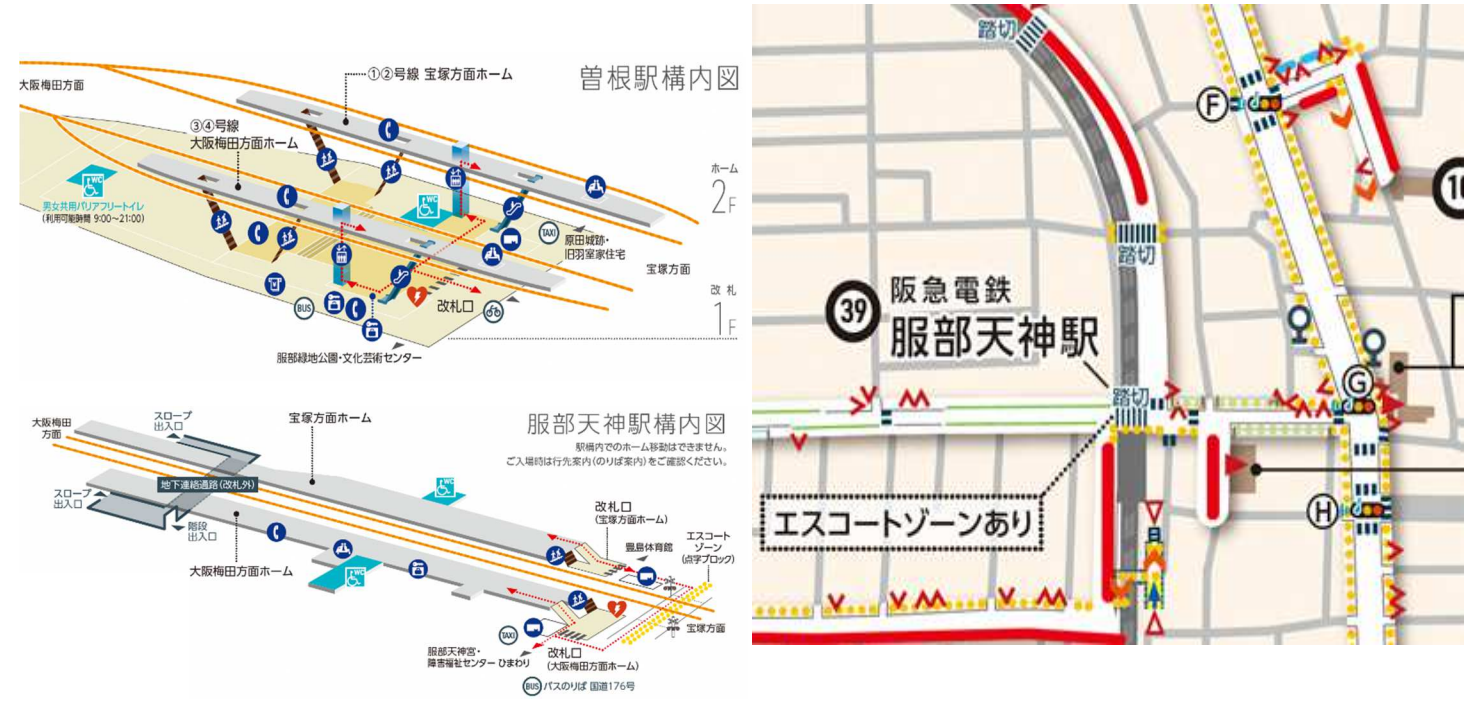 曽根駅構内図
①②号線 宝塚方面ホーム
大阪梅田方面
③④号線
大阪梅田方面ホーム
WC
男女共用バリアフリートイレ
(利用可能時間 9:00～21:00)
WC
ホーム
2F
TAXI
原田城跡・
旧羽室家住宅
宝塚方面
改札
1F
改札口
BUS
服部緑地公園・文化芸術センター
服部天神駅構内図
駅構内でのホーム移動はできません。
ご入場時は行先案内(のりば案内)をご確認ください。
大阪梅田
方面
スロープ
出入口
宝塚方面ホーム
地下連絡通路(改札外)
スロープ
出入口
階段
出入口
大阪梅田方面ホーム
WC
WC
改札口
(宝塚方面ホーム)
豊島体育館
エスコート
ゾーン
(点字ブロック)
宝塚方面
TAXI
服部天神宮・
障害福祉センター ひまわり
改札口
(大阪梅田方面ホーム)
BUS バスのりば 国道176号
踏切
F
10
踏切
39 阪急電鉄
服部天神駅
踏切
G
エスコートゾーンあり
H